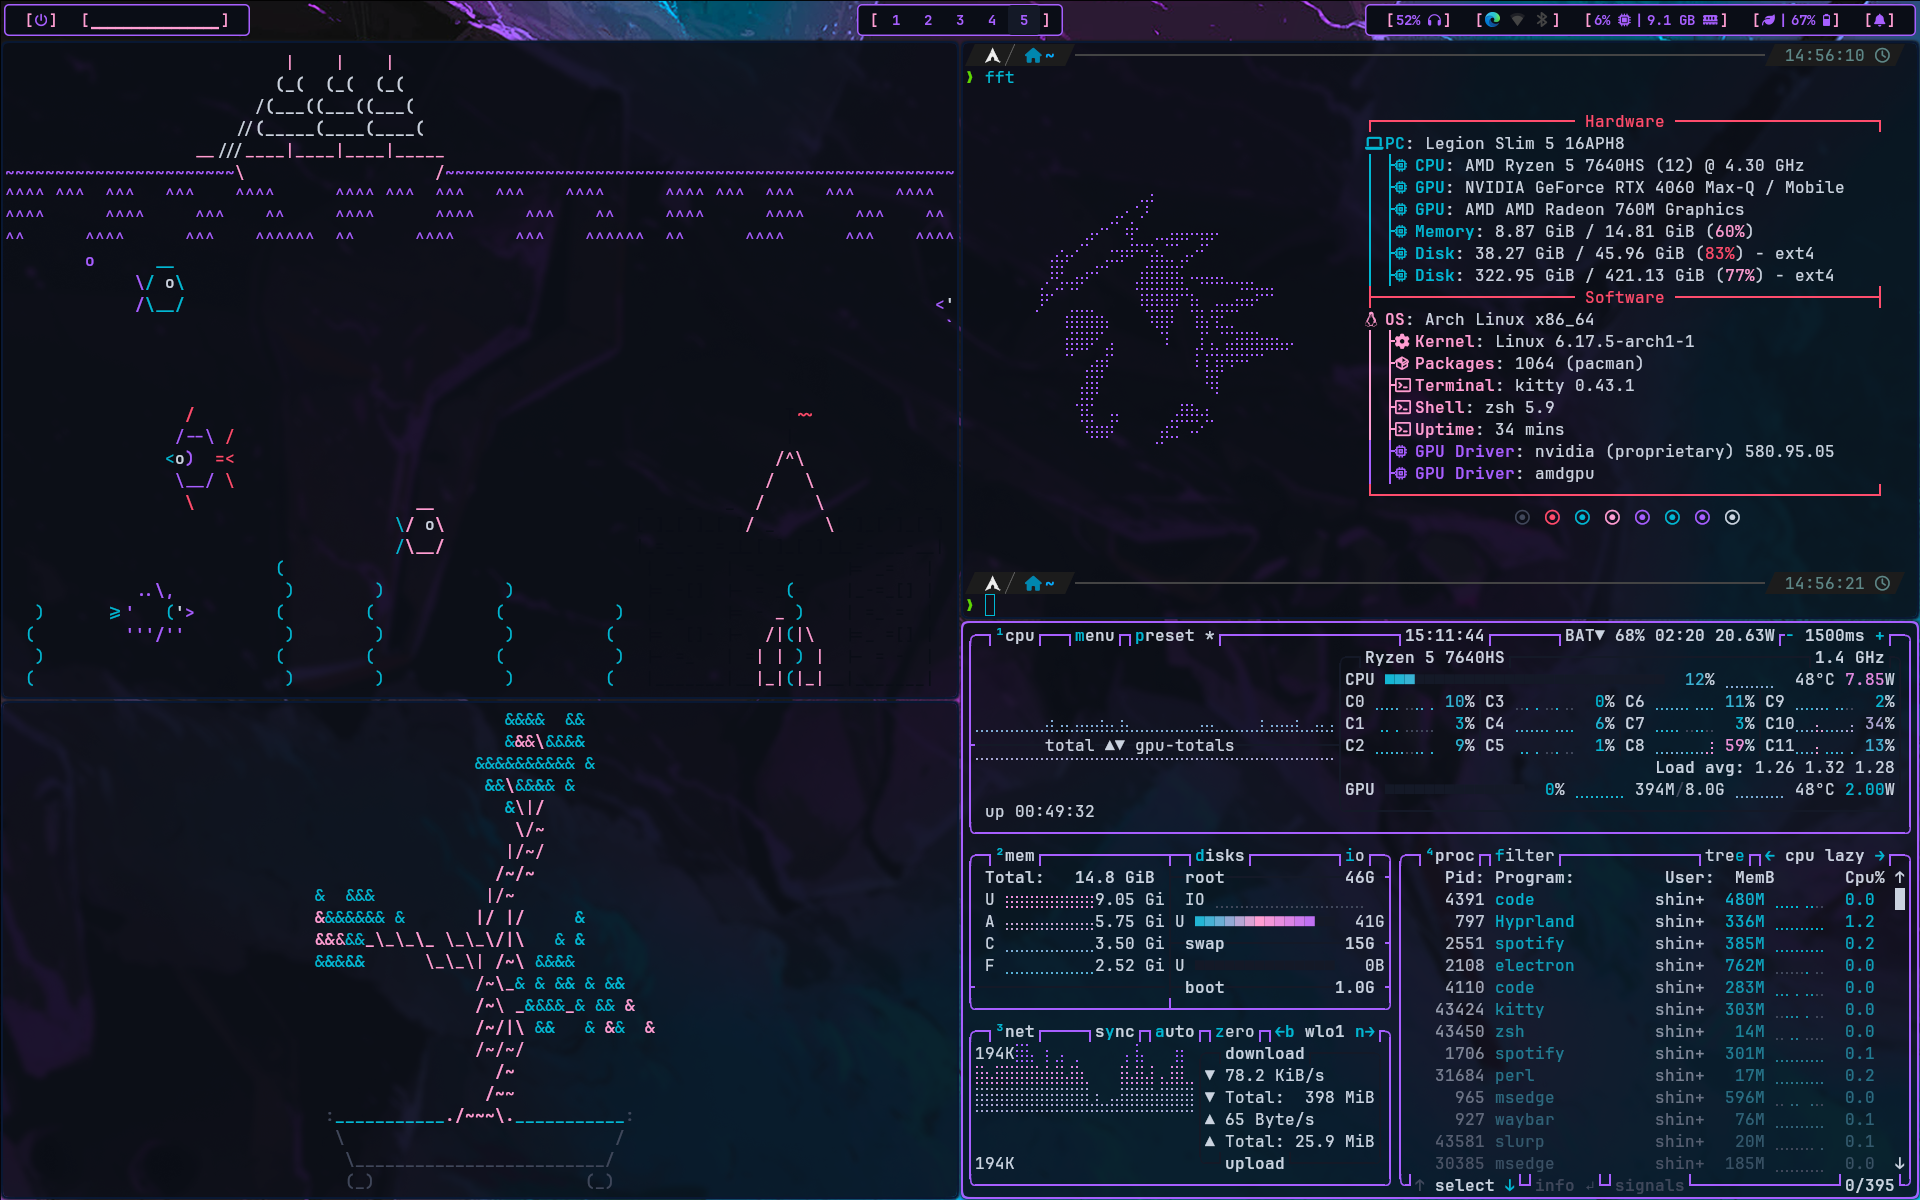 [ 1 2 3 4 5 ]
[52%] [6% | 9.1 GB] [ | 67%]
~ 14:56:10
fft
Hardware
PC: Legion Slim 5 16APH8
CPU: AMD Ryzen 5 7640HS (12) @ 4.30 GHz
GPU: NVIDIA GeForce RTX 4060 Max-Q / Mobile
GPU: AMD AMD Radeon 760M Graphics
Memory: 8.87 GiB / 14.81 GiB (60%)
Disk: 38.27 GiB / 45.96 GiB (83%) - ext4
Disk: 322.95 GiB / 421.13 GiB (77%) - ext4
Software
OS: Arch Linux x86_64
Kernel: Linux 6.17.5-arch1-1
Packages: 1064 (pacman)
Terminal: kitty 0.43.1
Shell: zsh 5.9
Uptime: 34 mins
GPU Driver: nvidia (proprietary) 580.95.05
GPU Driver: amdgpu
~ 14:56:21
¹cpu menu preset * 15:11:44 BAT▼ 68% 02:20 20.63W - 1500ms +
Ryzen 5 7640HS 1.4 GHz
CPU 12% 48°C 7.85W
C0 10% C3 0% C6 11% C9 2%
C1 3% C4 6% C7 3% C10 34%
C2 9% C5 1% C8 59% C11 13%
total ▲▼ gpu-totals
Load avg: 1.26 1.32 1.28
GPU 0% 394M/8.0G 48°C 2.00W
up 00:49:32
²mem disks io
Total: 14.8 GiB root 46G
U 9.05 Gi IO
A 5.75 Gi U 41G
C 3.50 Gi swap 15G
F 2.52 Gi U 0B
boot 1.0G
³net sync auto zero ←b wlo1 n→
194K download
▼ 78.2 KiB/s
▼ Total: 398 MiB
▲ 65 Byte/s
▲ Total: 25.9 MiB
194K upload
⁴proc filter tree ← cpu lazy →
Pid: Program: User: MemB Cpu% ↑
4391 code shin+ 480M 0.0
797 Hyprland shin+ 336M 1.2
2551 spotify shin+ 385M 0.2
2108 electron shin+ 762M 0.0
4110 code shin+ 283M 0.0
43424 kitty shin+ 303M 0.0
43450 zsh shin+ 14M 0.0
1706 spotify shin+ 301M 0.1
31684 perl shin+ 17M 0.2
965 msedge shin+ 596M 0.0
927 waybar shin+ 76M 0.1
43581 slurp shin+ 20M 0.1
30385 msedge shin+ 185M 0.0 ↓
↑ select ↓ info ↵ signals 0/395